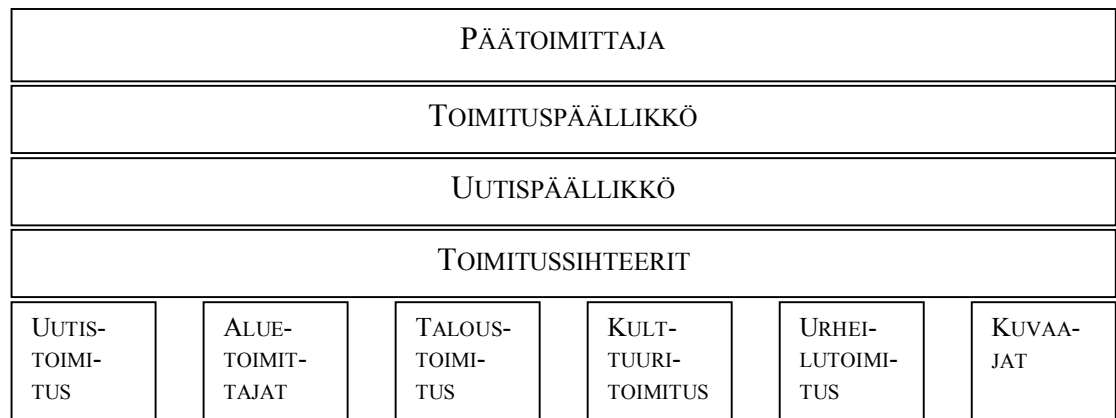 PÄÄTOIMITTAJA
TOIMITUSPÄÄLLIKKÖ
UUTISPÄÄLLIKKÖ
TOIMITUSSIHTEERIT
UUTIS-
TOIMI-
TUS
ALUE-
TOIMIT-
TAJAT
TALOUS-
TOIMI-
TUS
KULT-
TUURI-
TOIMITUS
URHEI-
LUTOIMI-
TUS
KUVAA-
JAT